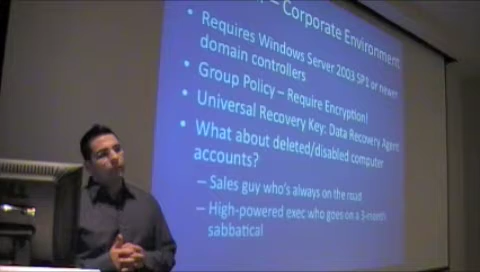 – Corporate Environment
• Requires Windows Server 2003 SP1 or newer
domain controllers
• Group Policy – Require Encryption!
• Universal Recovery Key: Data Recovery Agent
• What about deleted/disabled computer
accounts?
– Sales guy who's always on the road
– High-powered exec who goes on a 3-month
sabbatical